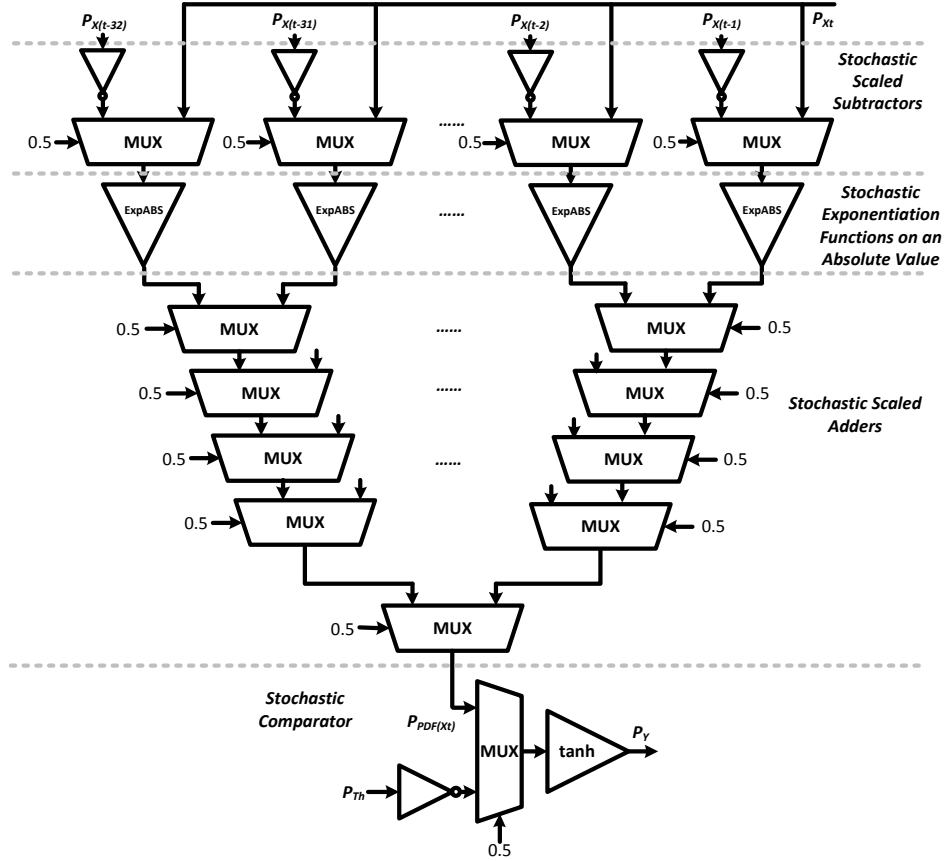 P_X(t-32)
P_X(t-31)
P_X(t-2)
P_X(t-1)
P_Xt
Stochastic
Scaled
Subtractors
0.5
MUX
0.5
MUX
......
0.5
MUX
0.5
MUX
ExpABS
ExpABS
......
ExpABS
ExpABS
Stochastic
Exponentiation
Functions on an
Absolute Value
0.5
MUX
......
MUX
0.5
0.5
MUX
......
MUX
0.5
Stochastic Scaled
Adders
0.5
MUX
......
MUX
0.5
0.5
MUX
MUX
0.5
0.5
MUX
Stochastic
Comparator
P_PDF(Xt)
MUX
tanh
P_Y
P_Th
0.5